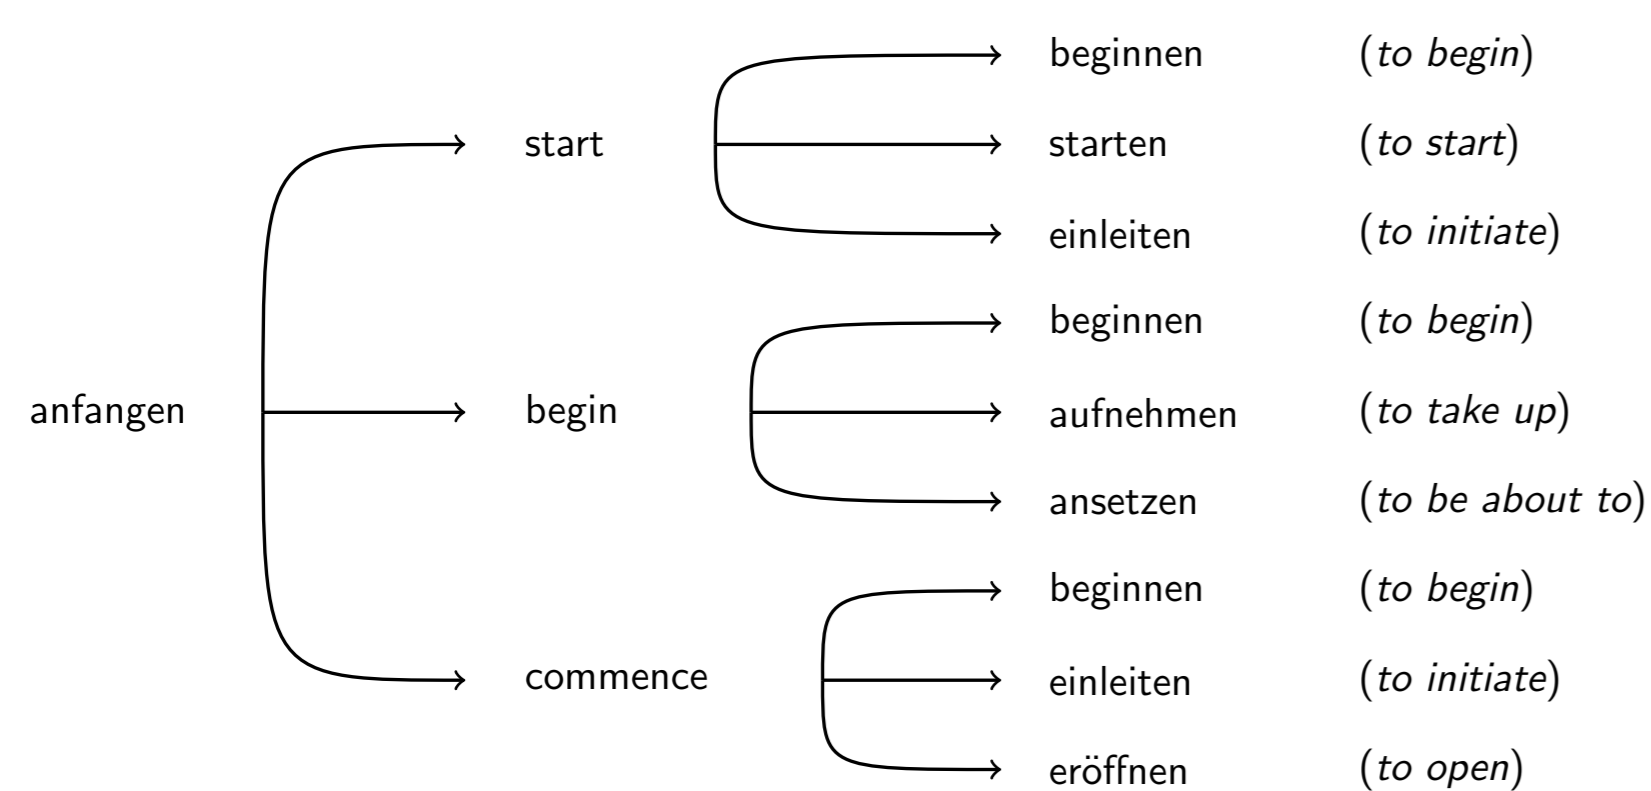 beginnen (to begin)
start starten (to start)
einleiten (to initiate)
beginnen (to begin)
anfangen begin aufnehmen (to take up)
ansetzen (to be about to)
beginnen (to begin)
commence einleiten (to initiate)
eröffnen (to open)